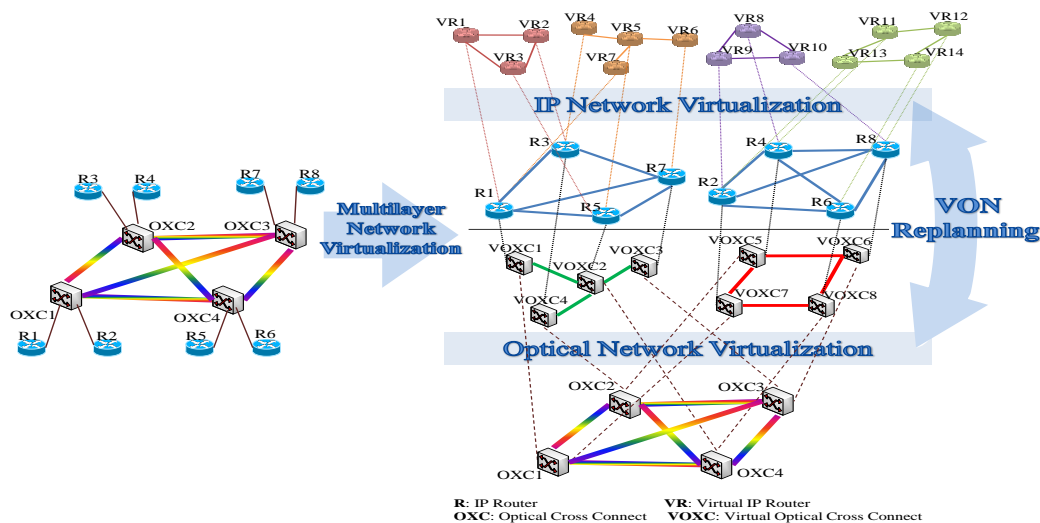 VR1
VR2
VR3
VR4
VR5
VR6
VR7
VR8
VR9
VR10
VR11
VR12
VR13
VR14
IP Network Virtualization
R3
R1
R7
R5
R4
R8
R2
R6
VON
Replanning
R3
R4
R7
R8
OXC2
OXC3
OXC1
OXC4
R1
R2
R5
R6
Multilayer
Network
Virtualization
VOXC1
VOXC2
VOXC3
VOXC4
VOXC5
VOXC6
VOXC7
VOXC8
Optical Network Virtualization
OXC2
OXC3
OXC1
OXC4
R: IP Router VR: Virtual IP Router
OXC: Optical Cross Connect VOXC: Virtual Optical Cross Connect